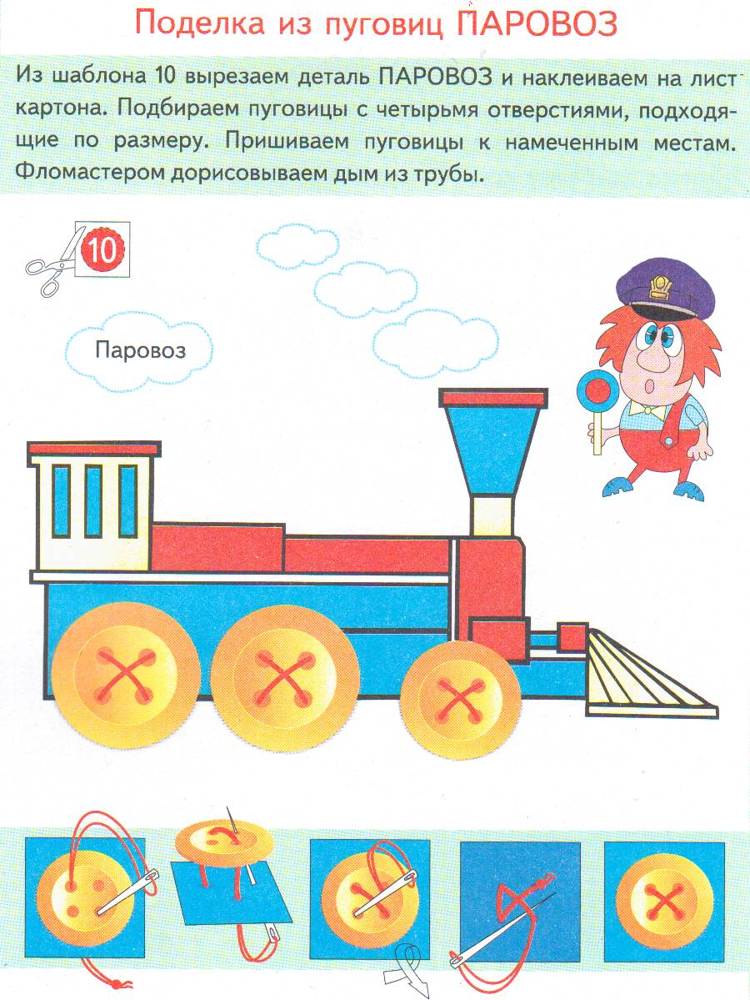 Поделка из пуговиц ПАРОВОЗ
Из шаблона 10 вырезаем деталь ПАРОВОЗ и наклеиваем на лист
картона. Подбираем пуговицы с четырьмя отверстиями, подходя-
щие по размеру. Пришиваем пуговицы к намеченным местам.
Фломастером дорисовываем дым из трубы.
10
Паровоз